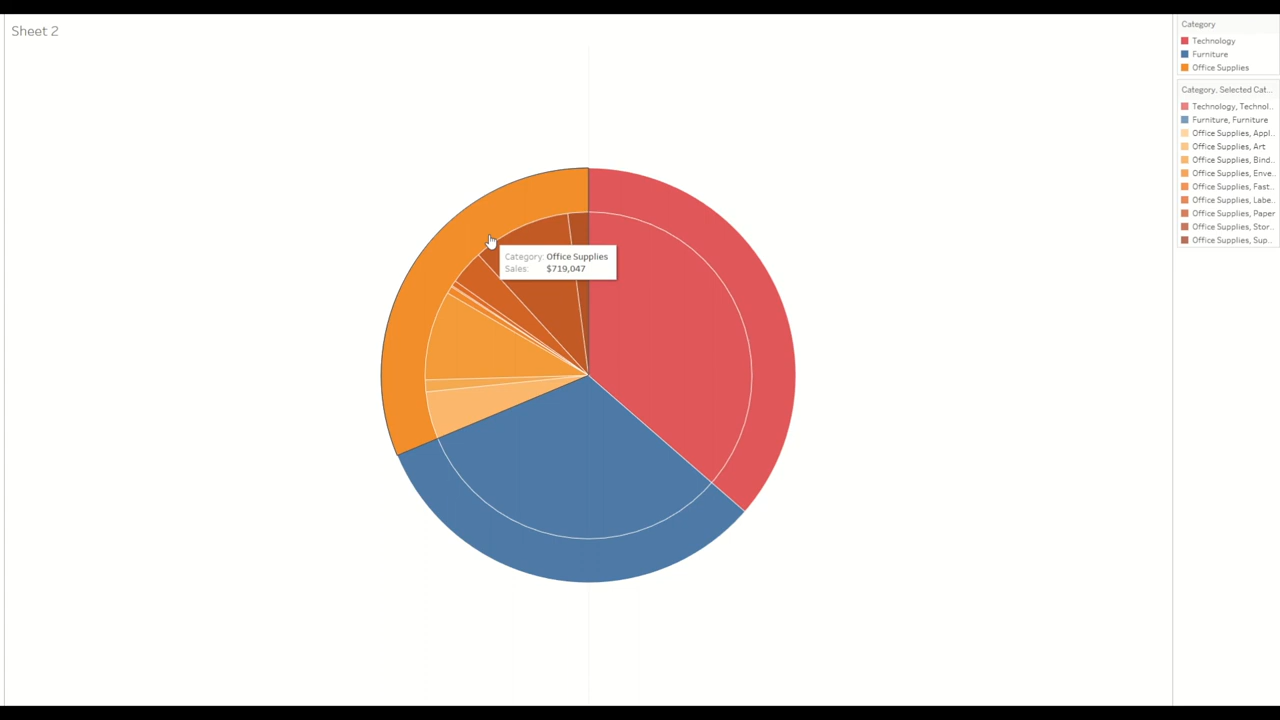 Sheet 2
Category
Technology
Furniture
Office Supplies
Category, Selected Cat...
Technology, Technol..
Furniture, Furniture
Office Supplies, Appl..
Office Supplies, Art
Office Supplies, Bind..
Office Supplies, Enve..
Office Supplies, Fast..
Office Supplies, Labe..
Office Supplies, Paper
Office Supplies, Stor..
Office Supplies, Sup..
Category: Office Supplies
Sales: $719,047